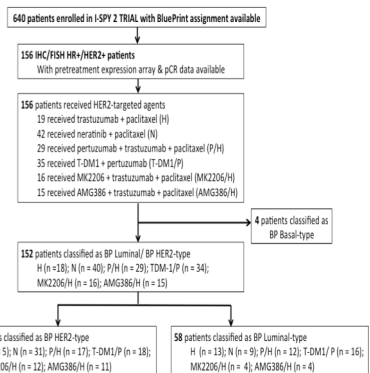 640 patients enrolled in I-SPY 2 TRIAL with BluePrint assignment available
156 IHC/FISH HR+/HER2+ patients
With pretreatment expression array & pCR data available
156 patients received HER2-targeted agents
19 received trastuzumab + paclitaxel (H)
42 received neratinib + paclitaxel (N)
29 received pertuzumab + trastuzumab + paclitaxel (P/H)
35 received T-DM1 + pertuzumab (T-DM1/P)
16 received MK2206 + trastuzumab + paclitaxel (MK2206/H)
15 received AMG386 + trastuzumab + paclitaxel (AMG386/H)
4 patients classified as
BP Basal-type
152 patients classified as BP Luminal/ BP HER2-type
H (n =18); N (n = 40); P/H (n = 29); TDM-1/P (n = 34);
MK2206/H (n = 16); AMG386/H (n = 15)
classified as BP HER2-type
5); N (n = 31); P/H (n = 17); T-DM1/P (n = 18);
(n = 12); AMG386/H (n = 11)
58 patients classified as BP Luminal-type
H (n = 13); N (n = 9); P/H (n = 12); T-DM1/ P (n = 16);
MK2206/H (n = 4); AMG386/H (n = 4)